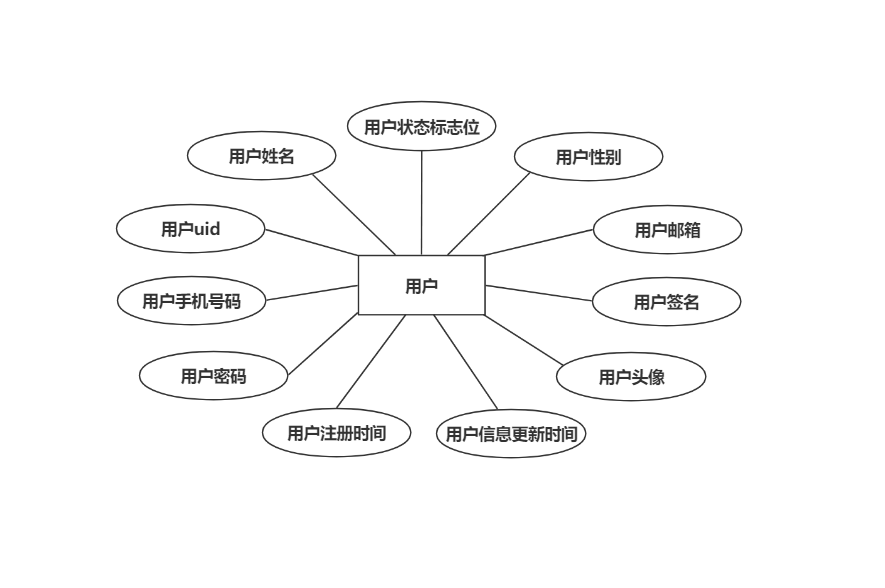 用户状态标志位
用户姓名
用户性别
用户uid
用户邮箱
用户
用户手机号码
用户签名
用户密码
用户头像
用户注册时间
用户信息更新时间